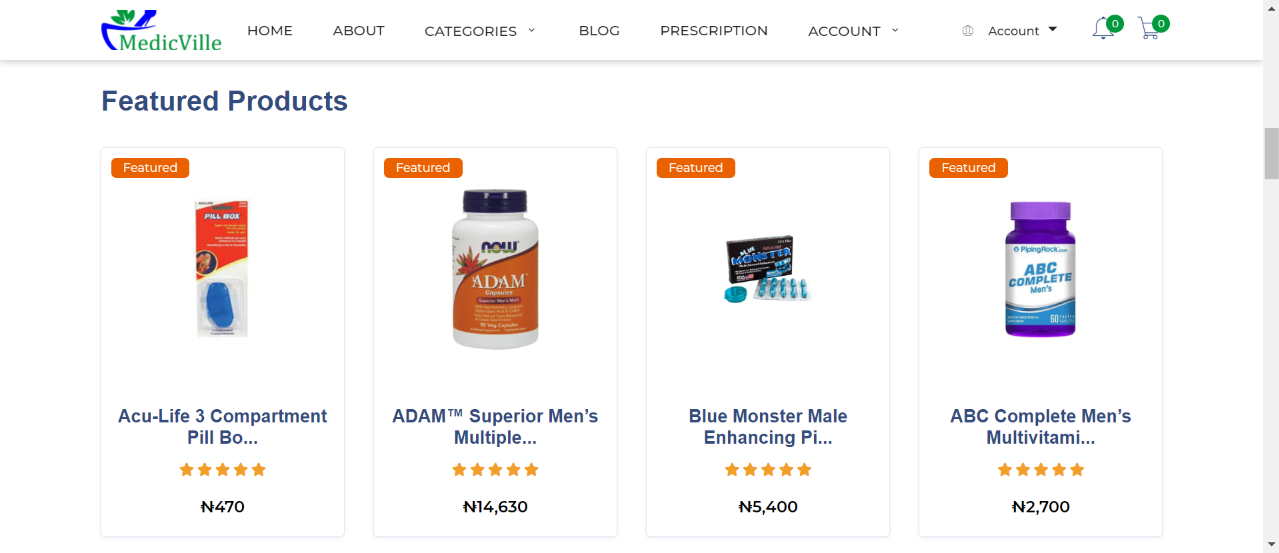 MedicVille
HOME
ABOUT
CATEGORIES
BLOG
PRESCRIPTION
ACCOUNT
Account
0
0
Featured Products
Featured
Featured
Featured
Featured
PILL BOX
NOW
ADAM™
Capsules
Superior Men's Multi
90 Veg Capsules
BLUE
MONSTER
PipingRock.com
ABC
COMPLETE
Men's
60
Acu-Life 3 Compartment
Pill Bo...
ADAM™ Superior Men's
Multiple...
Blue Monster Male
Enhancing Pi...
ABC Complete Men's
Multivitami...
₦470
₦14,630
₦5,400
₦2,700